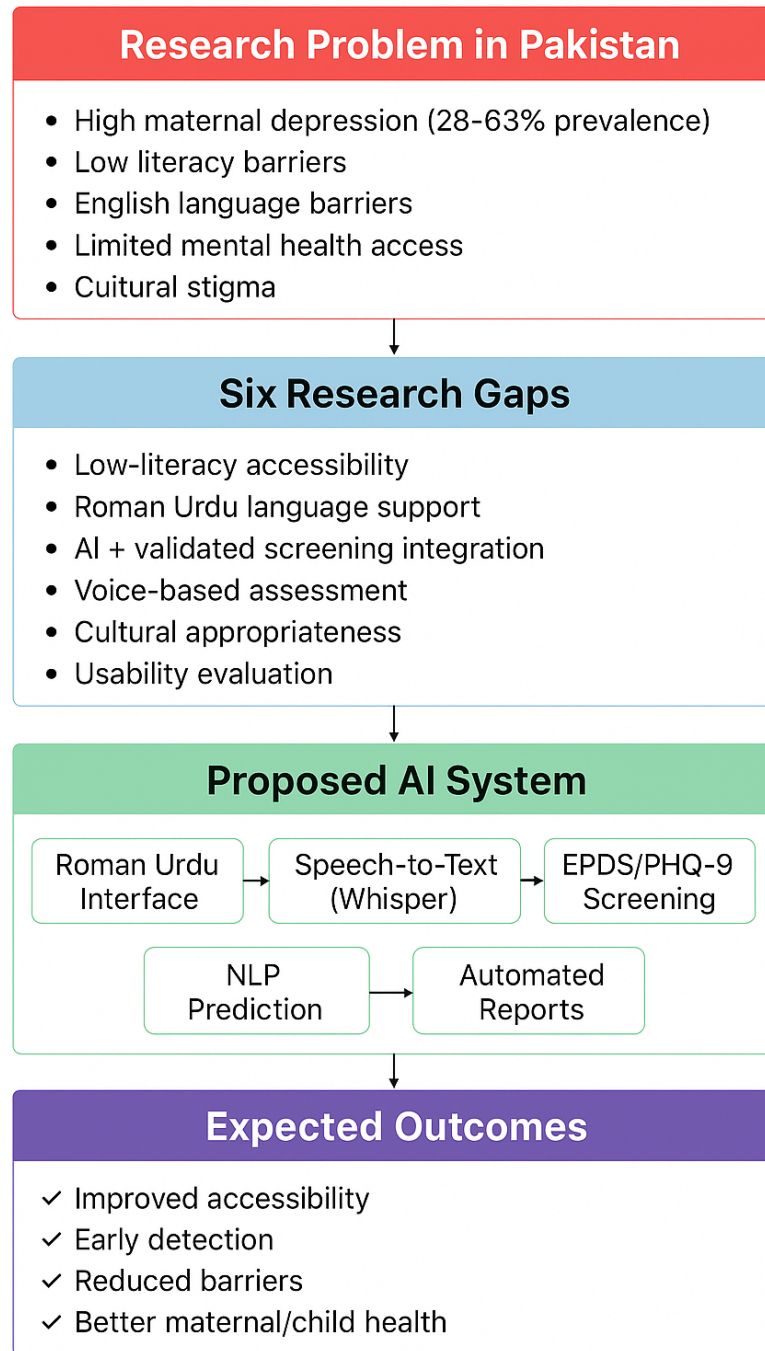 Research Problem in Pakistan
• High maternal depression (28-63% prevalence)
• Low literacy barriers
• English language barriers
• Limited mental health access
• Cuitural stigma
Six Research Gaps
• Low-literacy accessibility
• Roman Urdu language support
• AI + validated screening integration
• Voice-based assessment
• Cultural appropriateness
• Usability evaluation
Proposed AI System
Roman Urdu
Interface
Speech-to-Text
(Whisper)
EPDS/PHQ-9
Screening
NLP
Prediction
Automated
Reports
Expected Outcomes
✓ Improved accessibility
✓ Early detection
✓ Reduced barriers
✓ Better maternal/child health